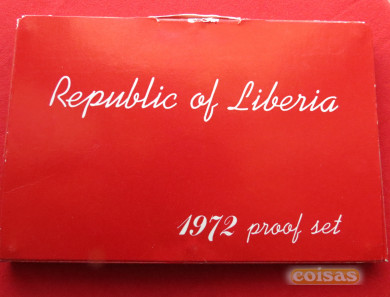 Republic of Liberia
1972 proof set
coisas